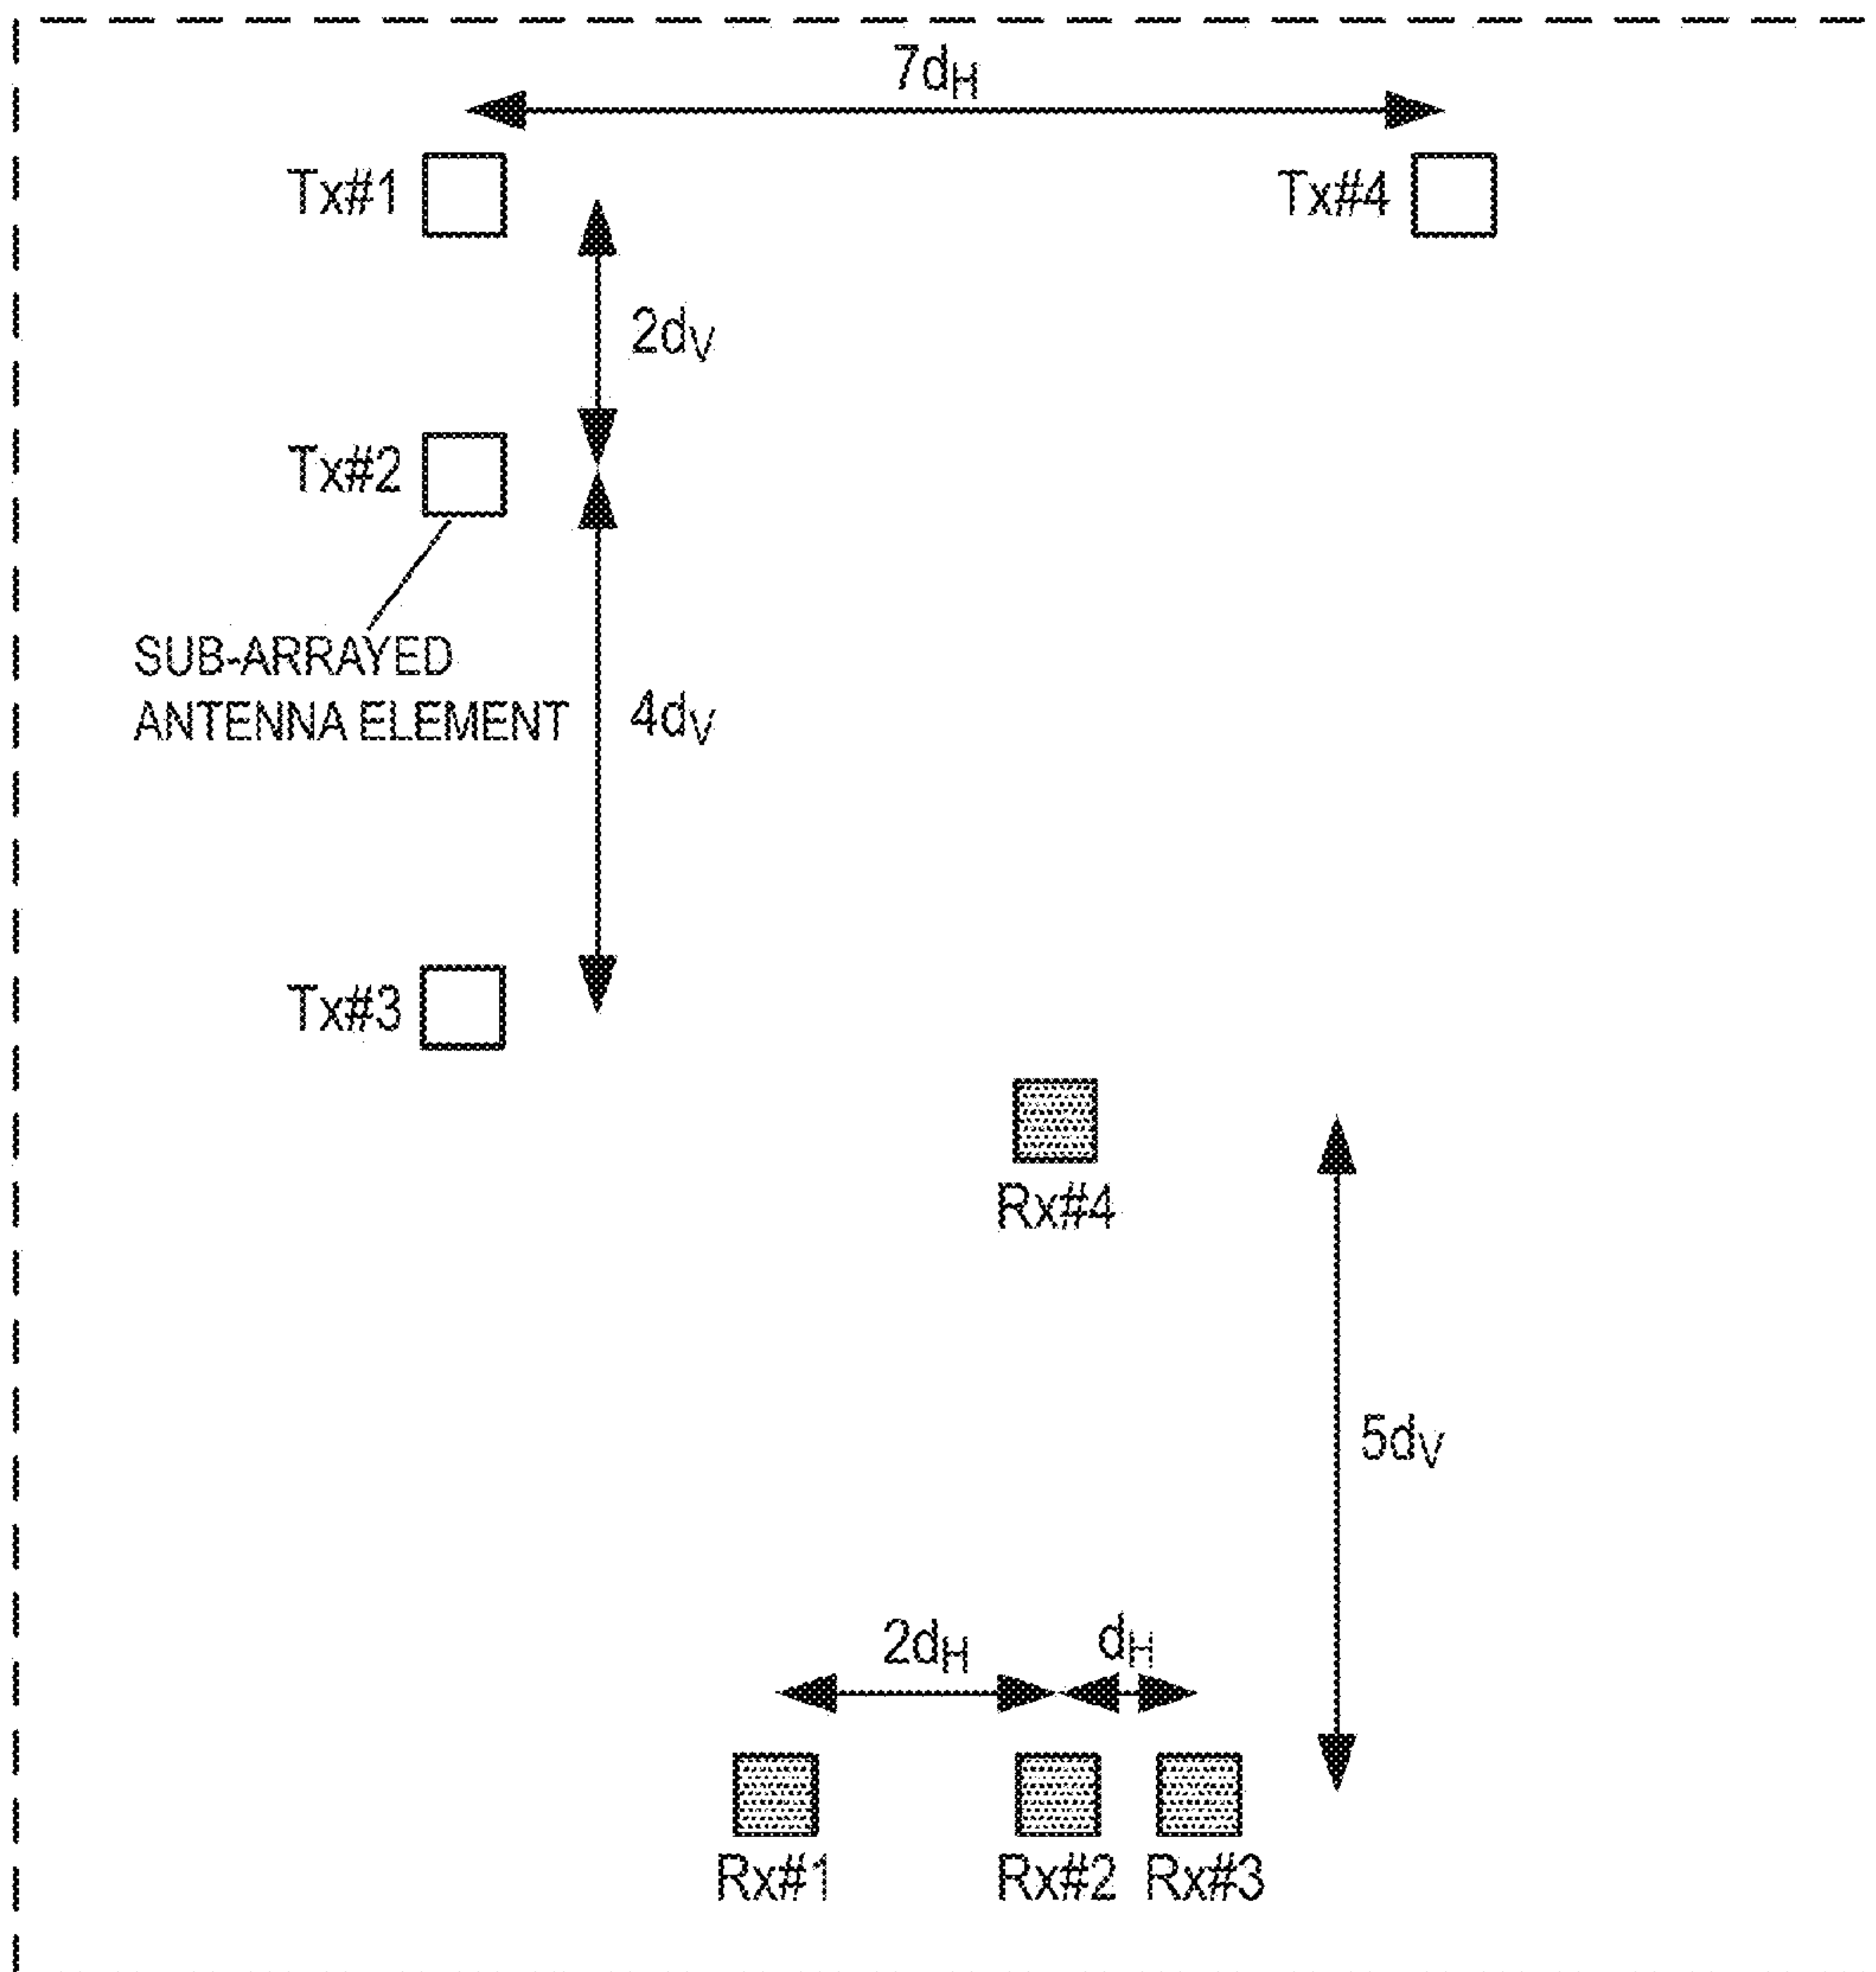 7dH
Tx#1
Tx#4
2dV
Tx#2
SUB-ARRAYED
ANTENNA ELEMENT
4dV
Tx#3
Rx#4
5dV
2dH
dH
Rx#1
Rx#2
Rx#3